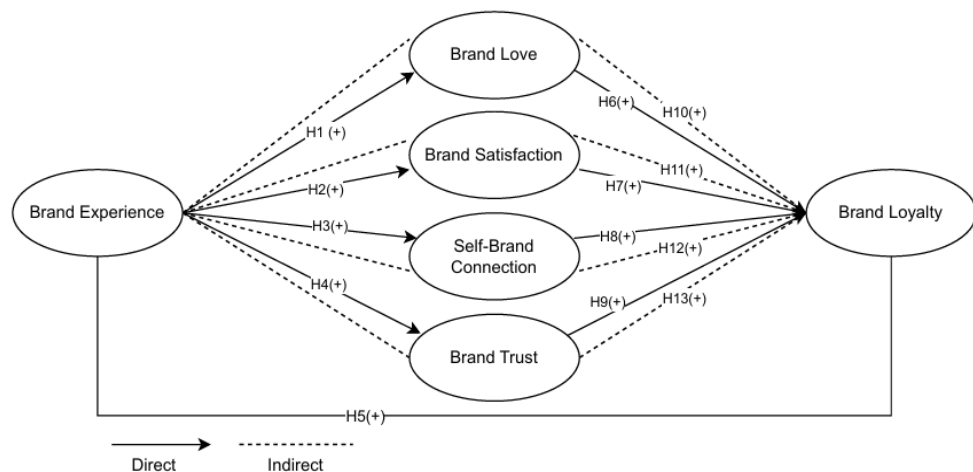 Brand Love
H6(+)
H10(+)
H1 (+)
Brand Satisfaction
H11(+)
H2(+)
H7(+)
Brand Experience
Brand Loyalty
H3(+)
H8(+)
Self-Brand
Connection
H12(+)
H4(+)
H9(+)
H13(+)
Brand Trust
H5(+)
Direct
Indirect